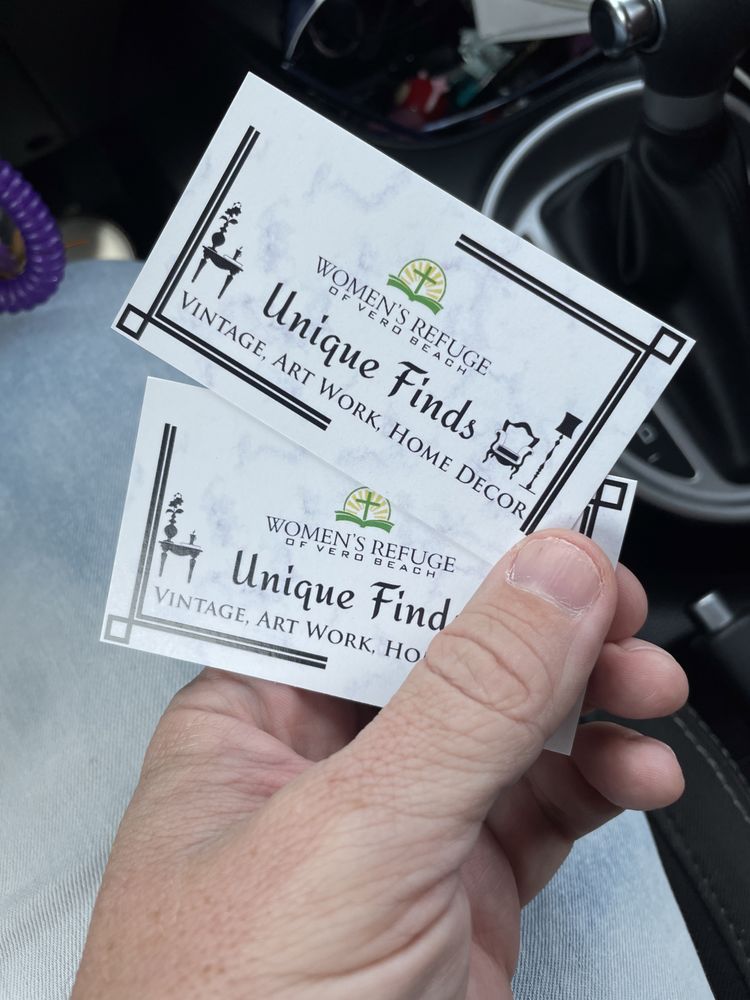 WOMEN'S REFUGE
OF VERO BEACH
Unique Finds
VINTAGE, ART WORK, HOME DECOR
WOMEN'S REFUGE
OF VERO BEACH
Unique Finds
VINTAGE, ART WORK, HO